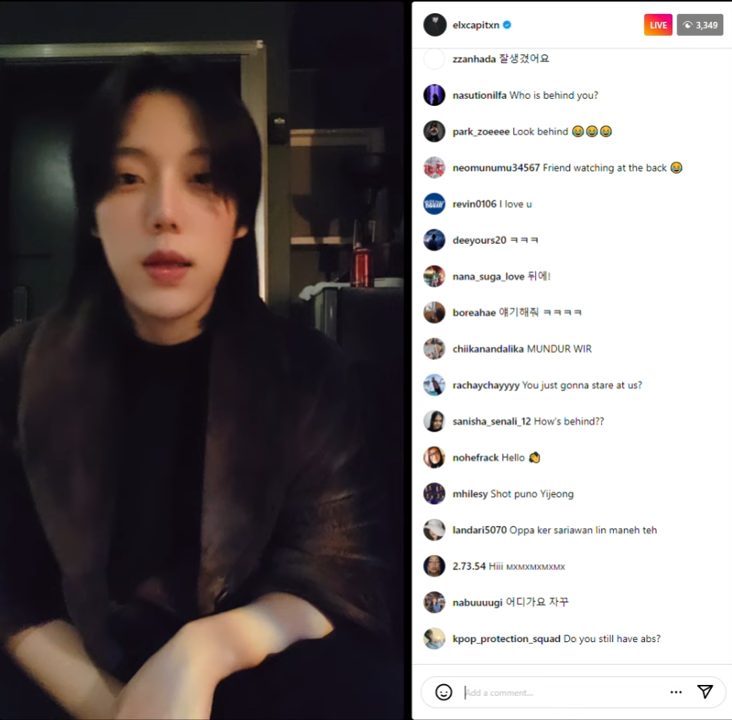 elxcapitxn
LIVE
3,349
zzanhada 잘생겼어요
nasutionilfa Who is behind you?
park_zoeeee Look behind 😂😂😂
neomunumu34567 Friend watching at the back 😂
revin0106 I love u
deeyours20 ㅋㅋㅋ
nana_suga_love 뒤에!
boreahae 얘기해줘 ㅋㅋㅋㅋ
chiikanandalika MUNDUR WIR
rachaychayyyy You just gonna stare at us?
sanisha_senali_12 How's behind??
nohefrack Hello 👏
mhilesy Shot puno Yijeong
landari5070 Oppa ker sariawan lin maneh teh
2.73.54 Hiii мxмxмxмxмx
nabuuuugi 어디가요 자꾸
kpop_protection_squad Do you still have abs?
Add a comment...